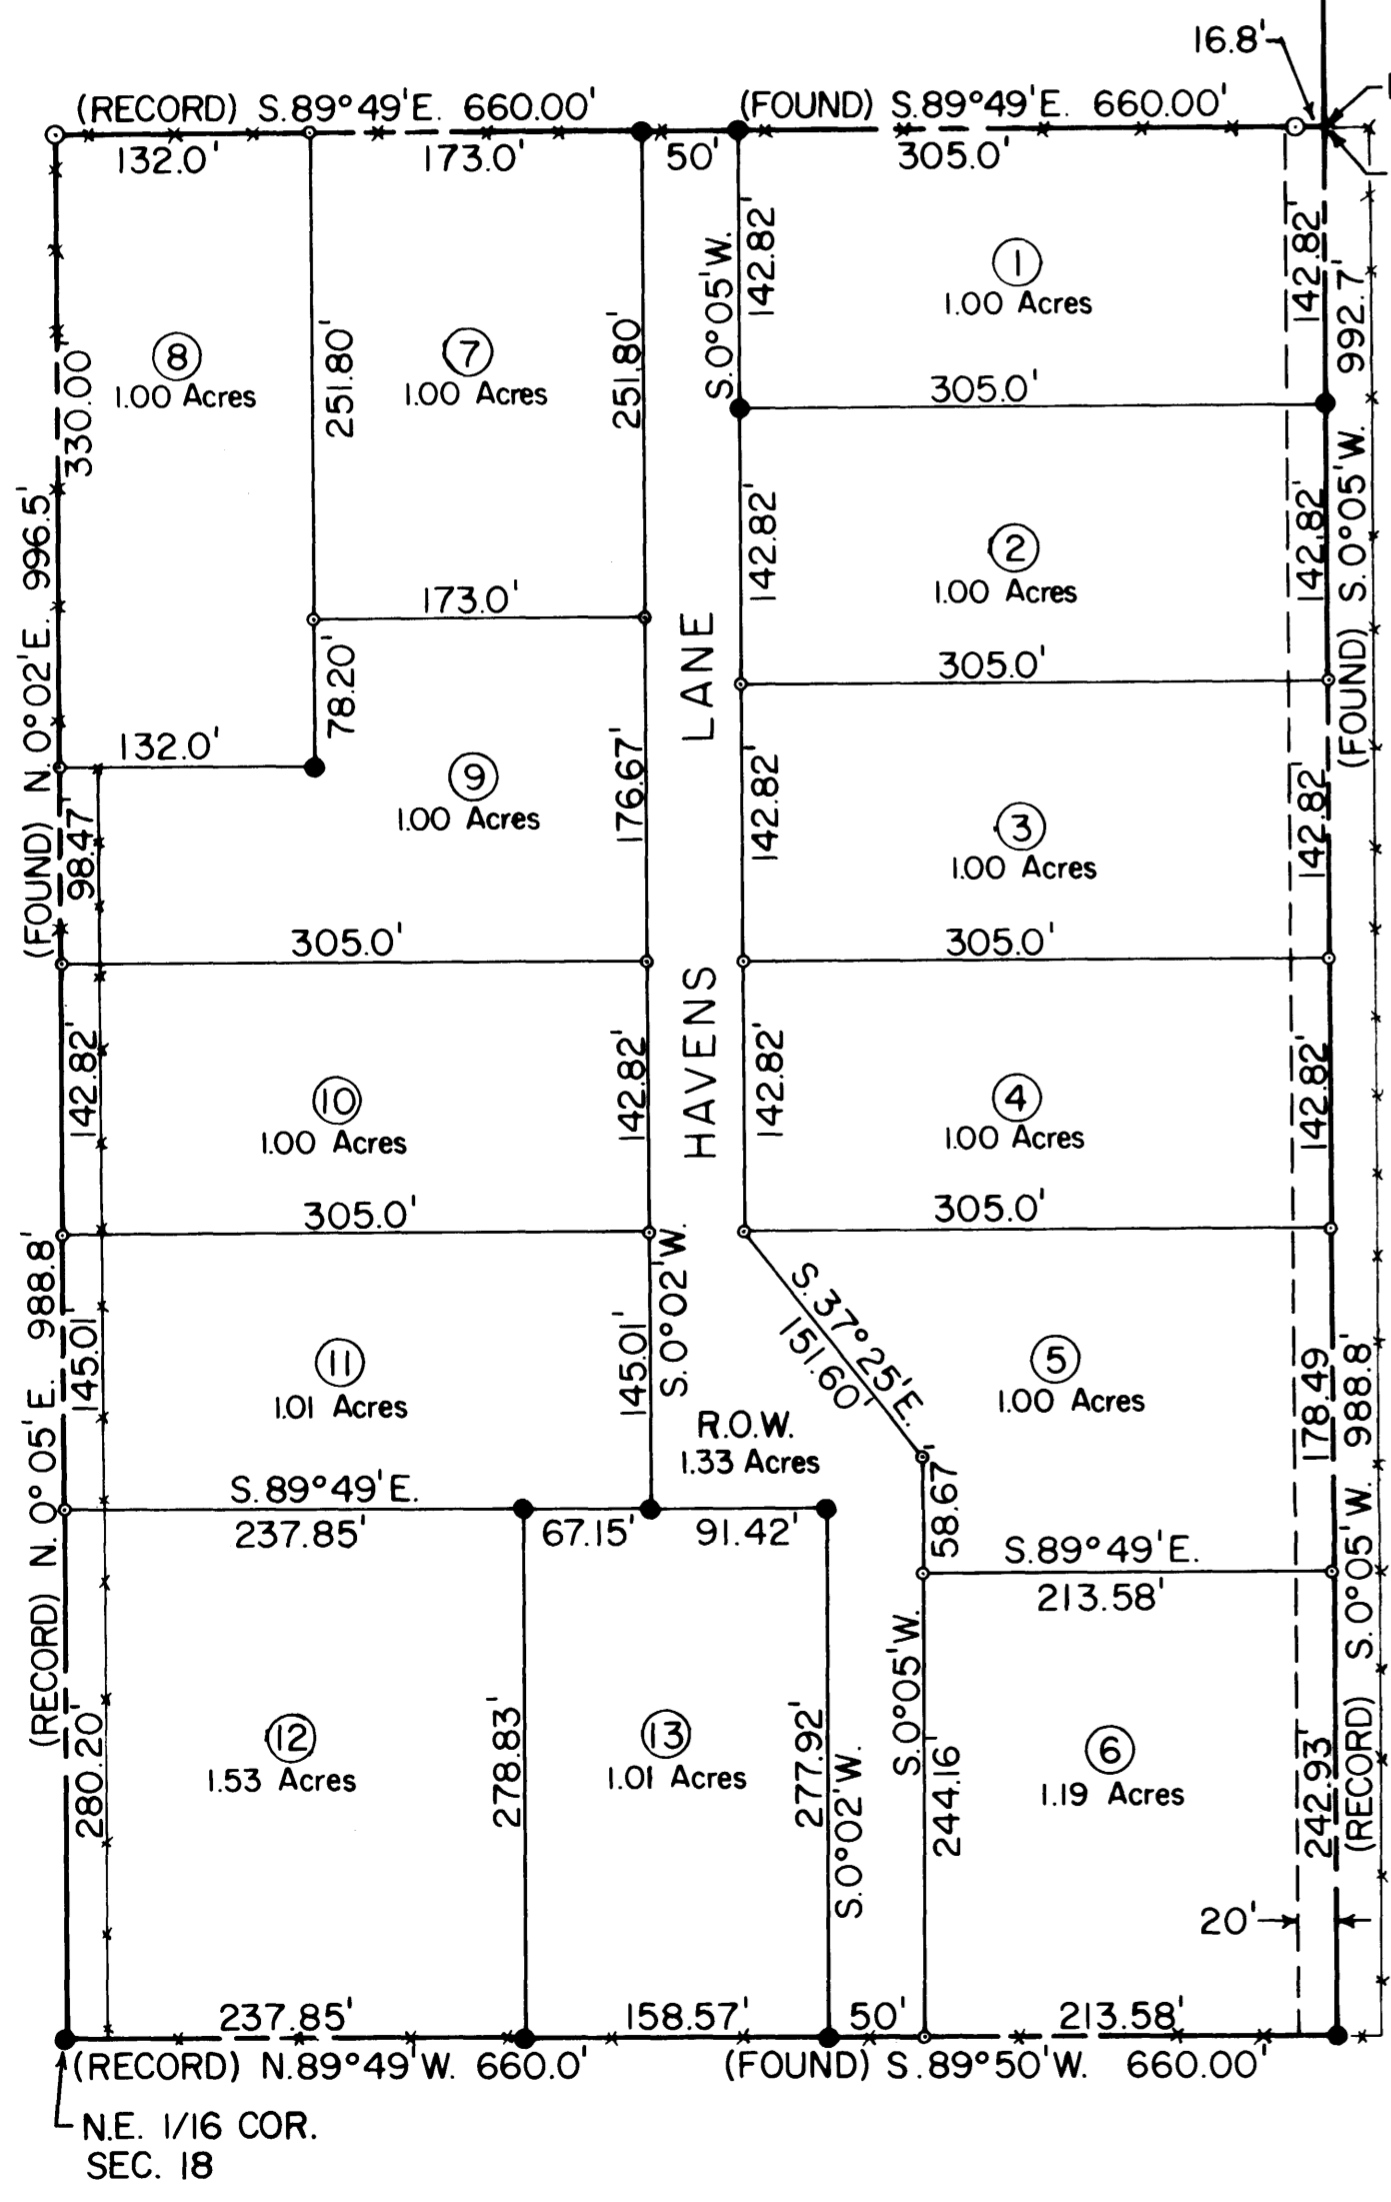 16.8'
(RECORD) S.89°49'E. 660.00'
(FOUND) S.89°49'E. 660.00'
132.0'
173.0'
50'
305.0'
S.0°05'W.
142.82'
142.82'
1
1.00 Acres
305.0'
(FOUND) S.0°05'W. 992.7'
330.00'
8
1.00 Acres
251.80'
7
1.00 Acres
251.80'
142.82'
2
1.00 Acres
142.82'
305.0'
173.0'
78.20'
132.0'
(FOUND) N.0°02'E. 996.5'
98.47'
9
1.00 Acres
176.67'
HAVENS LANE
142.82'
3
1.00 Acres
142.82'
305.0'
305.0'
142.82'
10
1.00 Acres
142.82'
142.82'
4
1.00 Acres
142.82'
305.0'
305.0'
(RECORD) N.0°05'E. 988.8'
145.01'
11
1.01 Acres
145.01'
S.0°02'W.
S.37°25'E.
151.60'
5
1.00 Acres
178.49
R.O.W.
1.33 Acres
58.67'
S.89°49'E.
237.85'
67.15'
91.42'
S.89°49'E.
213.58'
(RECORD) S.0°05'W. 988.8'
280.20'
12
1.53 Acres
278.83'
13
1.01 Acres
277.92'
S.0°02'W.
S.0°05'W.
244.16'
6
1.19 Acres
242.93'
20'
237.85'
158.57'
50'
213.58'
(RECORD) N.89°49'W. 660.0'
(FOUND) S.89°50'W. 660.00'
N.E. 1/16 COR.
SEC. 18